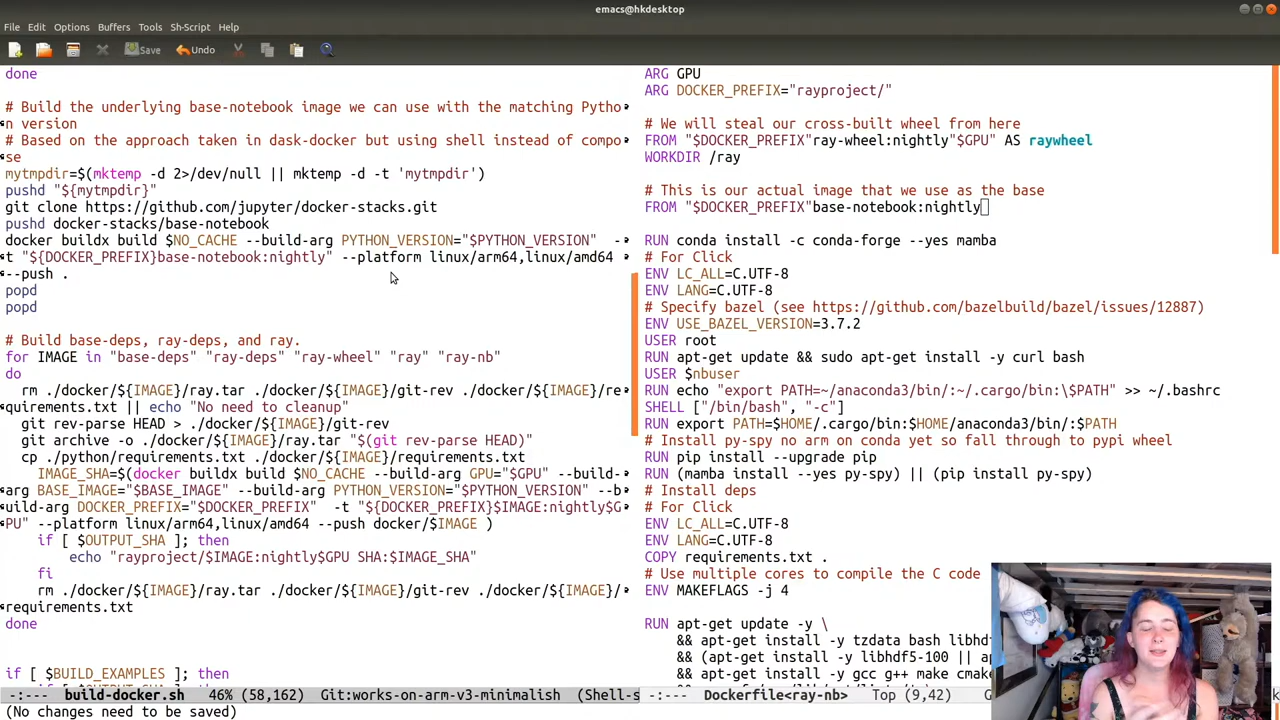 emacs@hkdesktop
File Edit Options Buffers Tools Sh-Script Help
Save Undo
done
# Build the underlying base-notebook image we can use with the matching Pytho
n version
# Based on the approach taken in dask-docker but using shell instead of compo
se
mytmpdir=$(mktemp -d 2>/dev/null || mktemp -d -t 'mytmpdir')
pushd "${mytmpdir}"
git clone https://github.com/jupyter/docker-stacks.git
pushd docker-stacks/base-notebook
docker buildx build $NO_CACHE --build-arg PYTHON_VERSION="$PYTHON_VERSION" -
t "${DOCKER_PREFIX}base-notebook:nightly" --platform linux/arm64,linux/amd64
--push .
popd
popd
# Build base-deps, ray-deps, and ray.
for IMAGE in "base-deps" "ray-deps" "ray-wheel" "ray" "ray-nb"
do
rm ./docker/${IMAGE}/ray.tar ./docker/${IMAGE}/git-rev ./docker/${IMAGE}/re
quirements.txt || echo "No need to cleanup"
git rev-parse HEAD > ./docker/${IMAGE}/git-rev
git archive -o ./docker/${IMAGE}/ray.tar "$(git rev-parse HEAD)"
cp ./python/requirements.txt ./docker/${IMAGE}/requirements.txt
IMAGE_SHA=$(docker buildx build $NO_CACHE --build-arg GPU="$GPU" --build-
arg BASE_IMAGE="$BASE_IMAGE" --build-arg PYTHON_VERSION="$PYTHON_VERSION" --b
uild-arg DOCKER_PREFIX="$DOCKER_PREFIX" -t "${DOCKER_PREFIX}$IMAGE:nightly$G
PU" --platform linux/arm64,linux/amd64 --push docker/$IMAGE )
if [ $OUTPUT_SHA ]; then
echo "rayproject/$IMAGE:nightly$GPU SHA:$IMAGE_SHA"
fi
rm ./docker/${IMAGE}/ray.tar ./docker/${IMAGE}/git-rev ./docker/${IMAGE}/
requirements.txt
done
if [ $BUILD_EXAMPLES ]; then
-:--- build-docker.sh 46% (58,162) Git:works-on-arm-v3-minimalish (Shell-s
(No changes need to be saved)
ARG GPU
ARG DOCKER_PREFIX="rayproject/"
# We will steal our cross-built wheel from here
FROM "$DOCKER_PREFIX"ray-wheel:nightly"$GPU" AS raywheel
WORKDIR /ray
# This is our actual image that we use as the base
FROM "$DOCKER_PREFIX"base-notebook:nightly
RUN conda install -c conda-forge --yes mamba
# For Click
ENV LC_ALL=C.UTF-8
ENV LANG=C.UTF-8
# Specify bazel (see https://github.com/bazelbuild/bazel/issues/12887)
ENV USE_BAZEL_VERSION=3.7.2
USER root
RUN apt-get update && sudo apt-get install -y curl bash
USER $nbuser
RUN echo "export PATH=~/anaconda3/bin/:~/.cargo/bin:\$PATH" >> ~/.bashrc
SHELL ["/bin/bash", "-c"]
RUN export PATH=$HOME/.cargo/bin:$HOME/anaconda3/bin/:$PATH
# Install py-spy no arm on conda yet so fall through to pypi wheel
RUN pip install --upgrade pip
RUN (mamba install --yes py-spy) || (pip install py-spy)
# Install deps
# For Click
ENV LC_ALL=C.UTF-8
ENV LANG=C.UTF-8
COPY requirements.txt .
# Use multiple cores to compile the C code
ENV MAKEFLAGS -j 4
RUN apt-get update -y \
&& apt-get install -y tzdata bash libhd
&& (apt-get install -y libhdf5-100 || ap
&& apt-get install -y gcc g++ make cmake
-:--- Dockerfile<ray-nb> Top (9,42) G